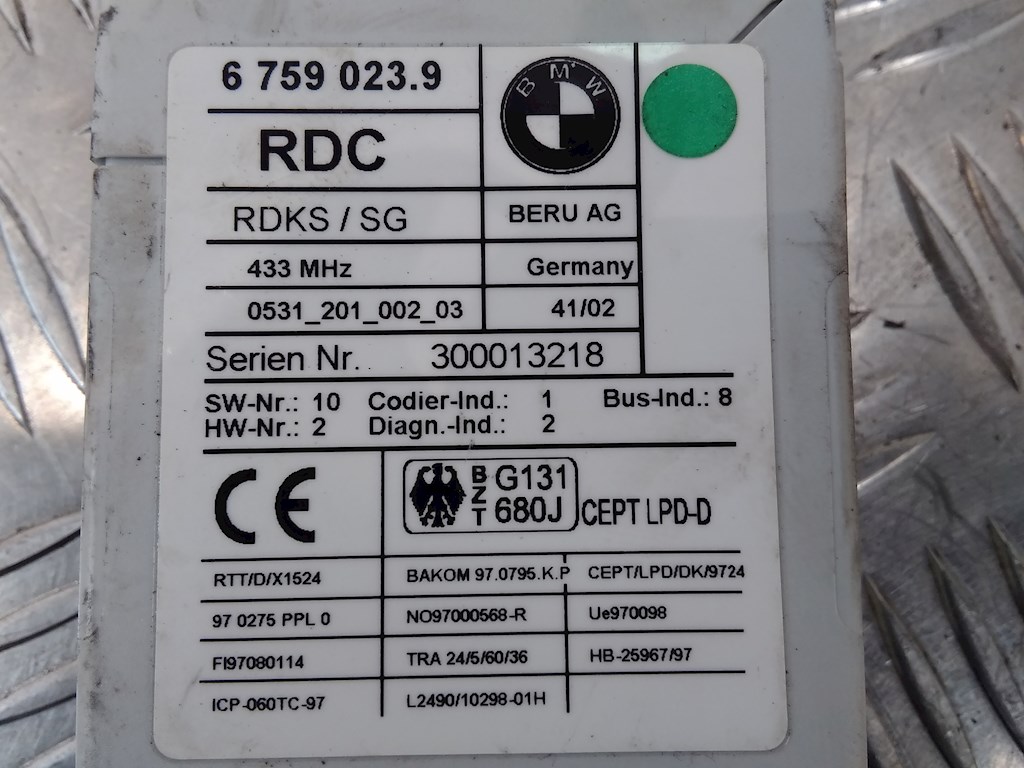 6 759 023.9
BMW
RDC
RDKS / SG
BERU AG
433 MHz
Germany
0531_201_002_03
41/02
Serien Nr. 300013218
SW-Nr.: 10 Codier-Ind.: 1 Bus-Ind.: 8
HW-Nr.: 2 Diagn.-Ind.: 2
CE
BZT G131 680J CEPT LPD-D
RTT/D/X1524 BAKOM 97.0795.K.P CEPT/LPD/DK/9724
97 0275 PPL 0 NO97000568-R Ue970098
FI97080114 TRA 24/5/60/36 HB-25967/97
ICP-060TC-97 L2490/10298-01H